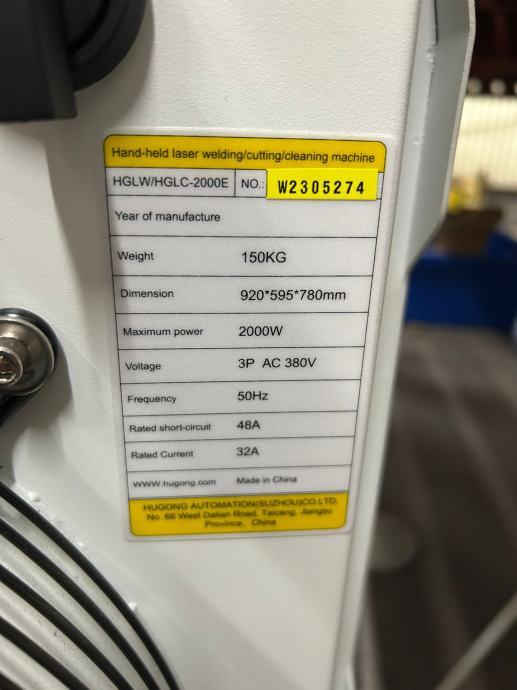 Hand-held laser welding/cutting/cleaning machine
HGLW/HGLC-2000E NO.: W2305274
Year of manufacture
Weight 150KG
Dimension 920*595*780mm
Maximum power 2000W
Voltage 3P AC 380V
Frequency 50Hz
Rated short-circuit 48A
Rated Current 32A
WWW.hugong.com Made in China
HUGONG AUTOMATION(SUZHOU)CO.LTD.
No. 66 West Dalian Road, Taicang, Jiangsu
Province, China